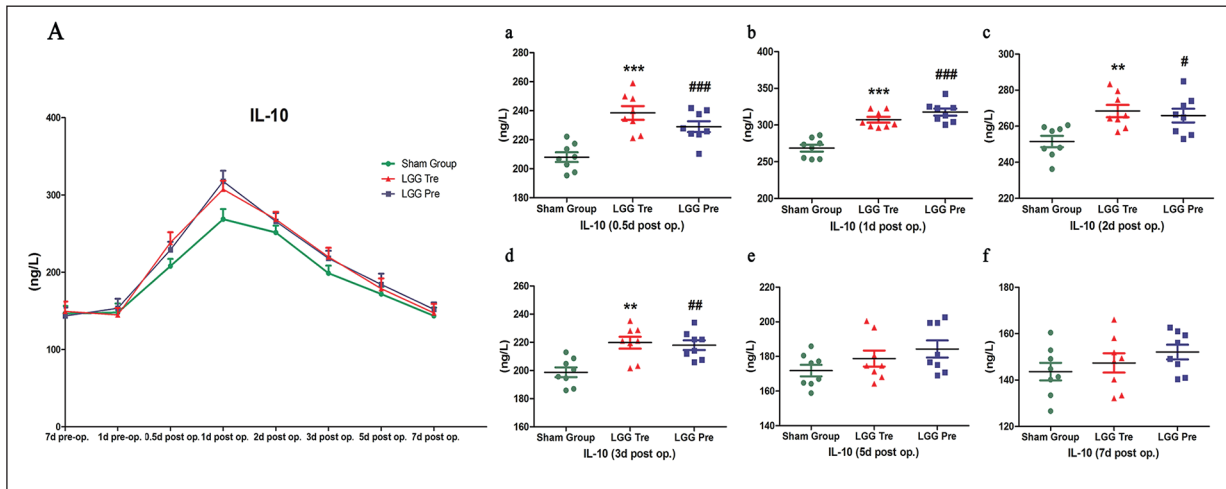 A
IL-10
(ng/L)
400
300
200
100
0
Sham Group
LGG Tre
LGG Pre
7d pre-op. 1d pre-op. 0.5d post op. 1d post op. 2d post op. 3d post op. 5d post op. 7d post op.
a
(ng/L)
280
260
240
220
200
180
*** ###
Sham Group LGG Tre LGG Pre
IL-10 (0.5d post op.)
b
(ng/L)
400
350
300
250
200
*** ###
Sham Group LGG Tre LGG Pre
IL-10 (1d post op.)
c
(ng/L)
300
280
260
240
220
** #
Sham Group LGG Tre LGG Pre
IL-10 (2d post op.)
d
(ng/L)
260
240
220
200
180
160
** ##
Sham Group LGG Tre LGG Pre
IL-10 (3d post op.)
e
(ng/L)
220
200
180
160
140
Sham Group LGG Tre LGG Pre
IL-10 (5d post op.)
f
(ng/L)
180
160
140
120
Sham Group LGG Tre LGG Pre
IL-10 (7d post op.)